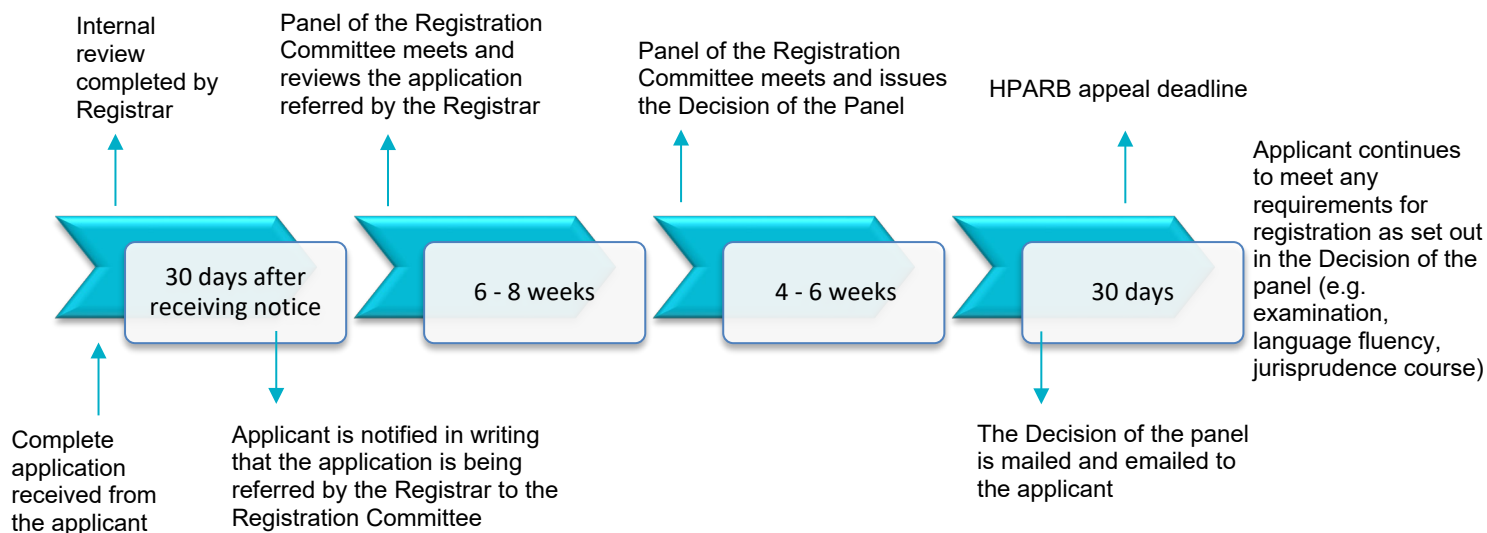 Internal
review
completed by
Registrar
Panel of the Registration
Committee meets and
reviews the application
referred by the Registrar
Panel of the Registration
Committee meets and issues
the Decision of the Panel
HPARB appeal deadline
30 days after
receiving notice
6 - 8 weeks
4 - 6 weeks
30 days
Applicant continues
to meet any
requirements for
registration as set out
in the Decision of the
panel (e.g.
examination,
language fluency,
jurisprudence course)
Complete
application
received from
the applicant
Applicant is notified in writing
that the application is being
referred by the Registrar to the
Registration Committee
The Decision of the panel
is mailed and emailed to
the applicant